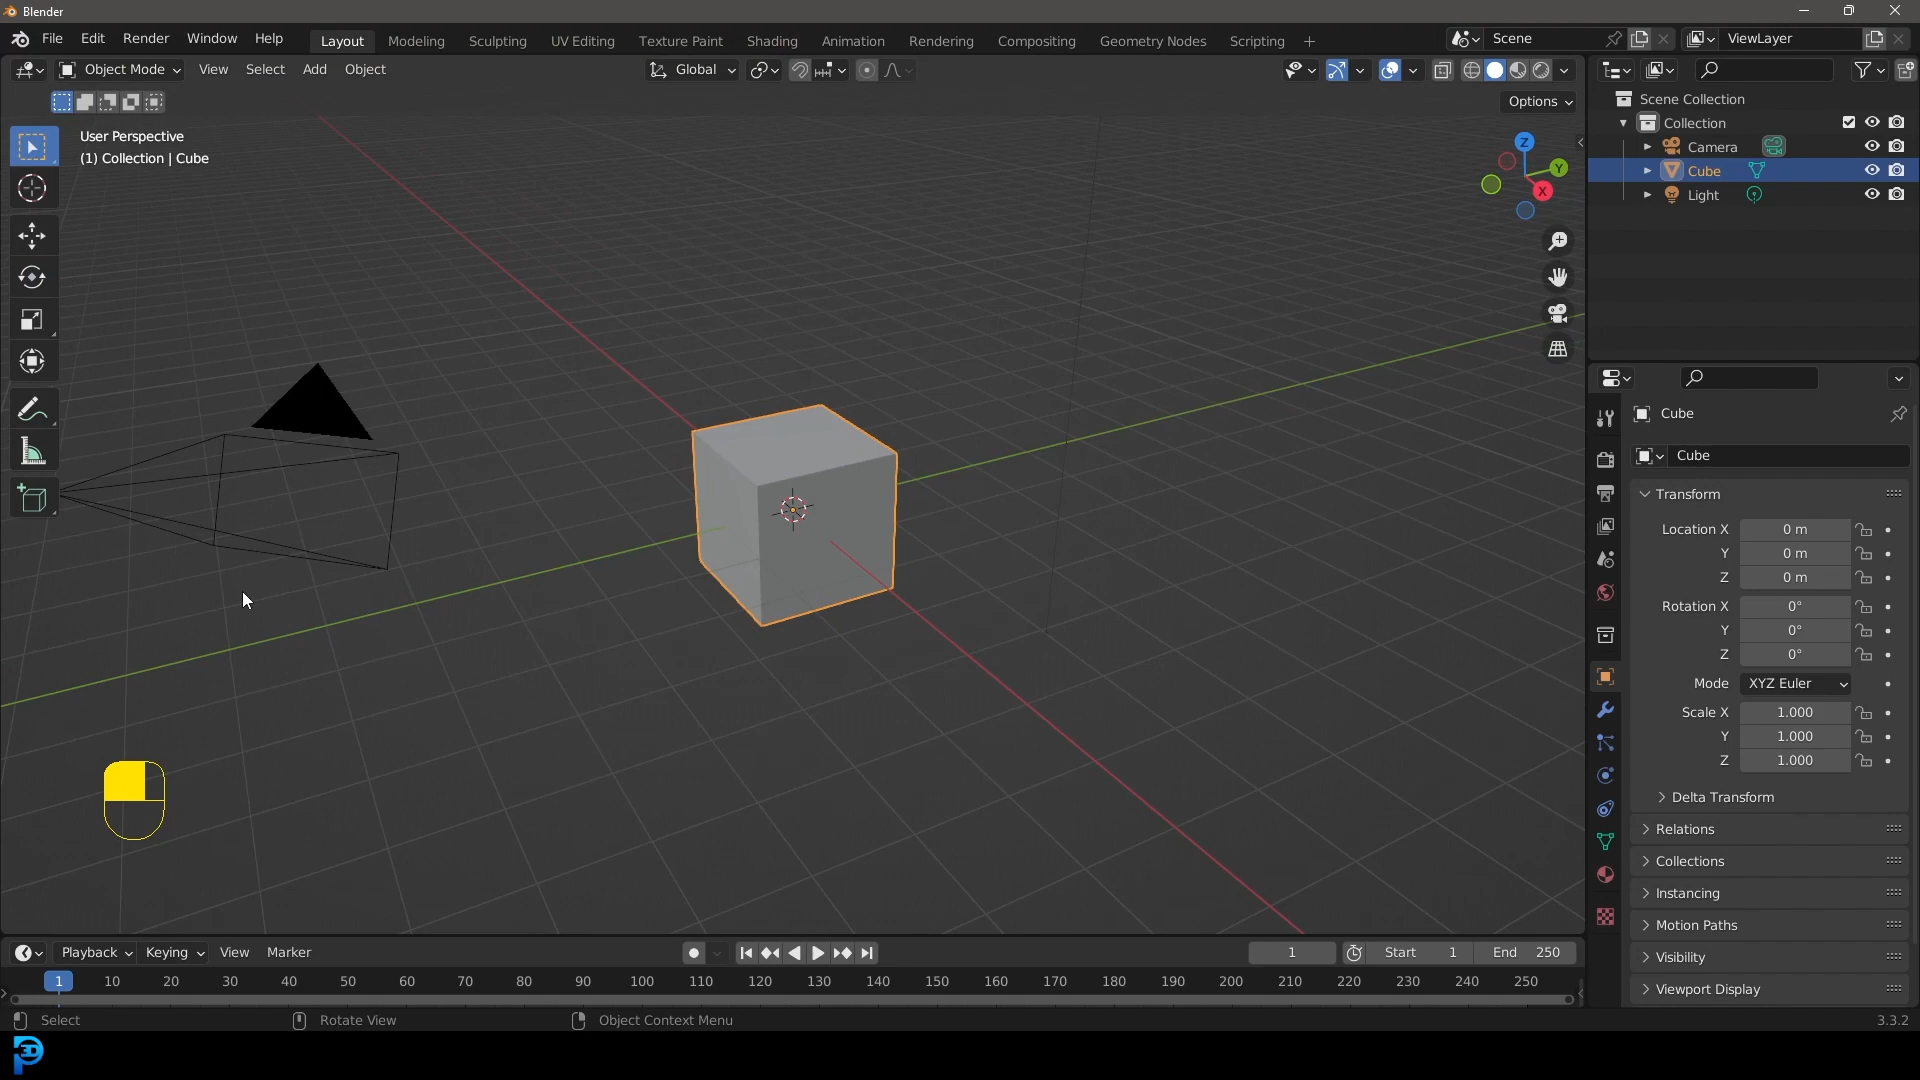 Blender
File Edit Render Window Help Layout Modeling Sculpting UV Editing Texture Paint Shading Animation Rendering Compositing Geometry Nodes Scripting + Scene ViewLayer
Object Mode View Select Add Object Global
Options
User Perspective
(1) Collection | Cube
Z
Y
X
Scene Collection
Collection
Camera
Cube
Light
Cube
Cube
Transform
Location X 0 m
Y 0 m
Z 0 m
Rotation X 0°
Y 0°
Z 0°
Mode XYZ Euler
Scale X 1.000
Y 1.000
Z 1.000
Delta Transform
Relations
Collections
Instancing
Motion Paths
Visibility
Viewport Display
Playback Keying View Marker 1 Start 1 End 250
1 10 20 30 40 50 60 70 80 90 100 110 120 130 140 150 160 170 180 190 200 210 220 230 240 250
Select Rotate View Object Context Menu 3.3.2
P3D